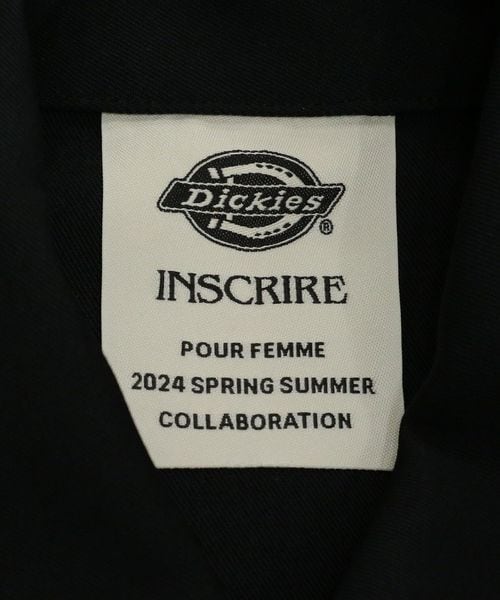 Dickies
®
INSCRIRE
POUR FEMME
2024 SPRING SUMMER
COLLABORATION